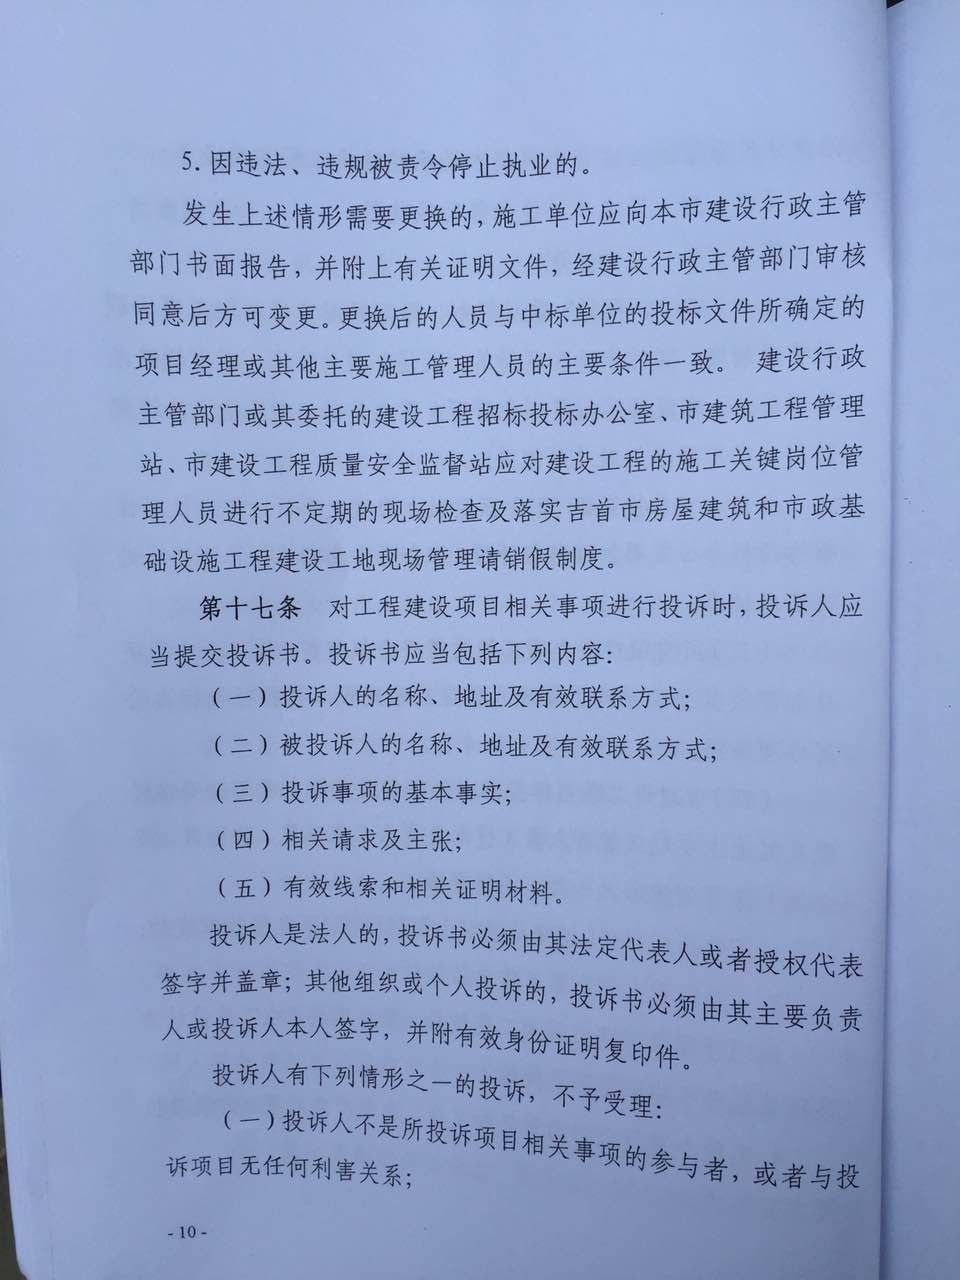 5.因违法、违规被责令停止执业的。
发生上述情形需要更换的，施工单位应向本市建设行政主管
部门书面报告，并附上有关证明文件，经建设行政主管部门审核
同意后方可变更。更换后的人员与中标单位的投标文件所确定的
项目经理或其他主要施工管理人员的主要条件一致。 建设行政
主管部门或其委托的建设工程招标投标办公室、市建筑工程管理
站、市建设工程质量安全监督站应对建设工程的施工关键岗位管
理人员进行不定期的现场检查及落实吉首市房屋建筑和市政基
础设施工程建设工地现场管理请销假制度。
第十七条 对工程建设项目相关事项进行投诉时，投诉人应
当提交投诉书。投诉书应当包括下列内容：
（一）投诉人的名称、地址及有效联系方式；
（二）被投诉人的名称、地址及有效联系方式；
（三）投诉事项的基本事实；
（四）相关请求及主张；
（五）有效线索和相关证明材料。
投诉人是法人的，投诉书必须由其法定代表人或者授权代表
签字并盖章；其他组织或个人投诉的，投诉书必须由其主要负责
人或投诉人本人签字，并附有效身份证明复印件。
投诉人有下列情形之一的投诉，不予受理：
（一）投诉人不是所投诉项目相关事项的参与者，或者与投
诉项目无任何利害关系；
- 10 -